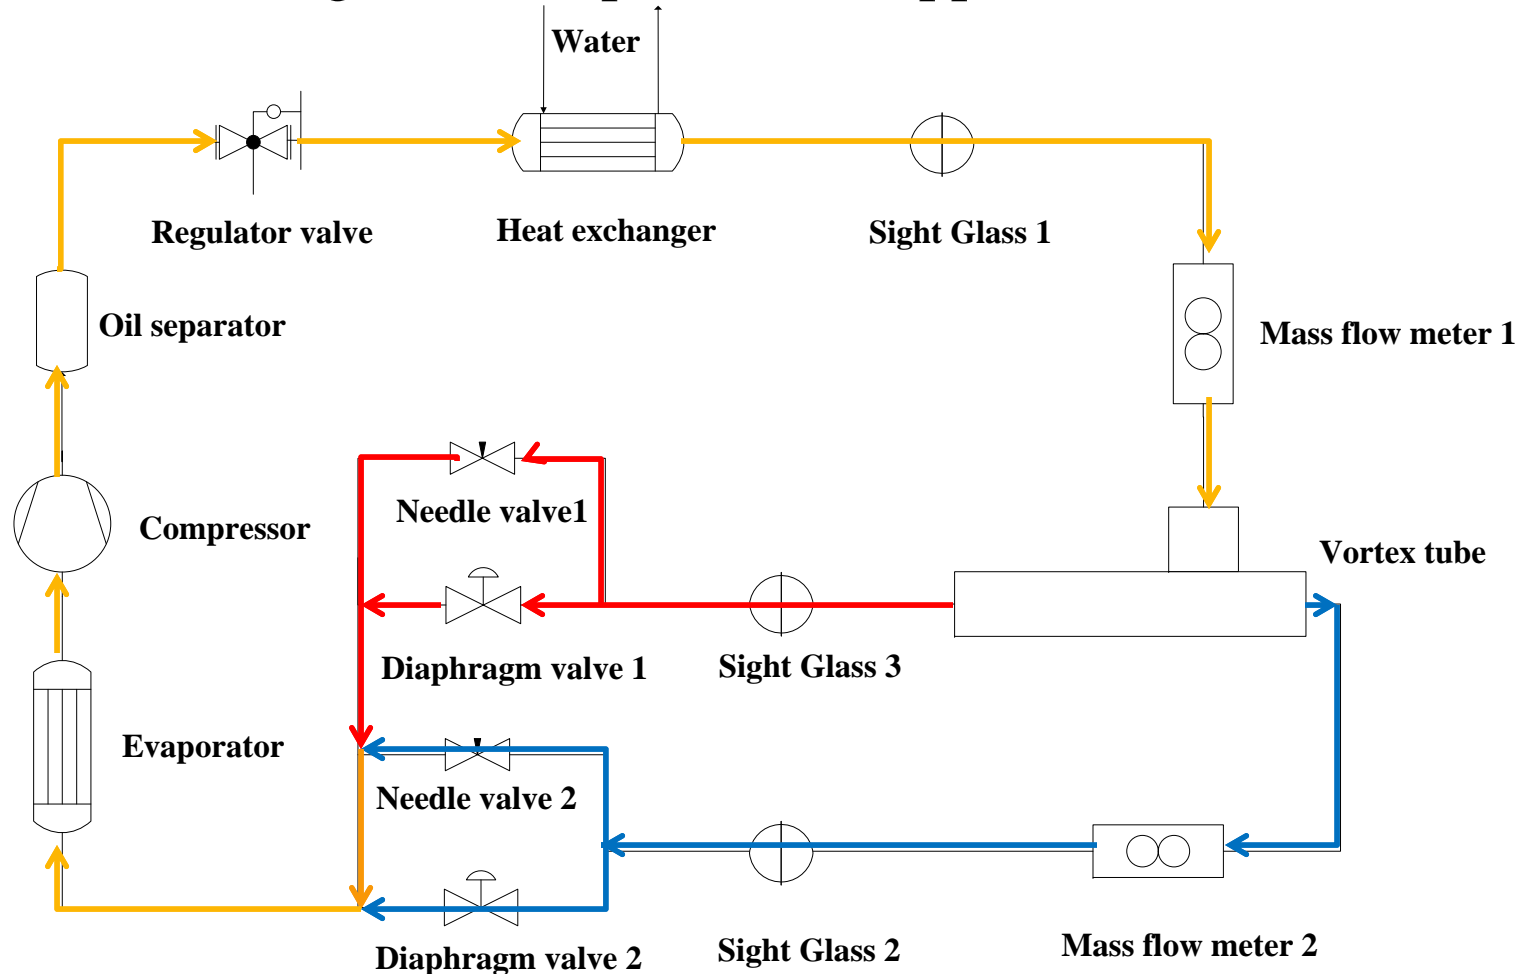 Water
Regulator valve
Heat exchanger
Sight Glass 1
Oil separator
Mass flow meter 1
Needle valve1
Compressor
Vortex tube
Diaphragm valve 1
Sight Glass 3
Evaporator
Needle valve 2
Diaphragm valve 2
Sight Glass 2
Mass flow meter 2